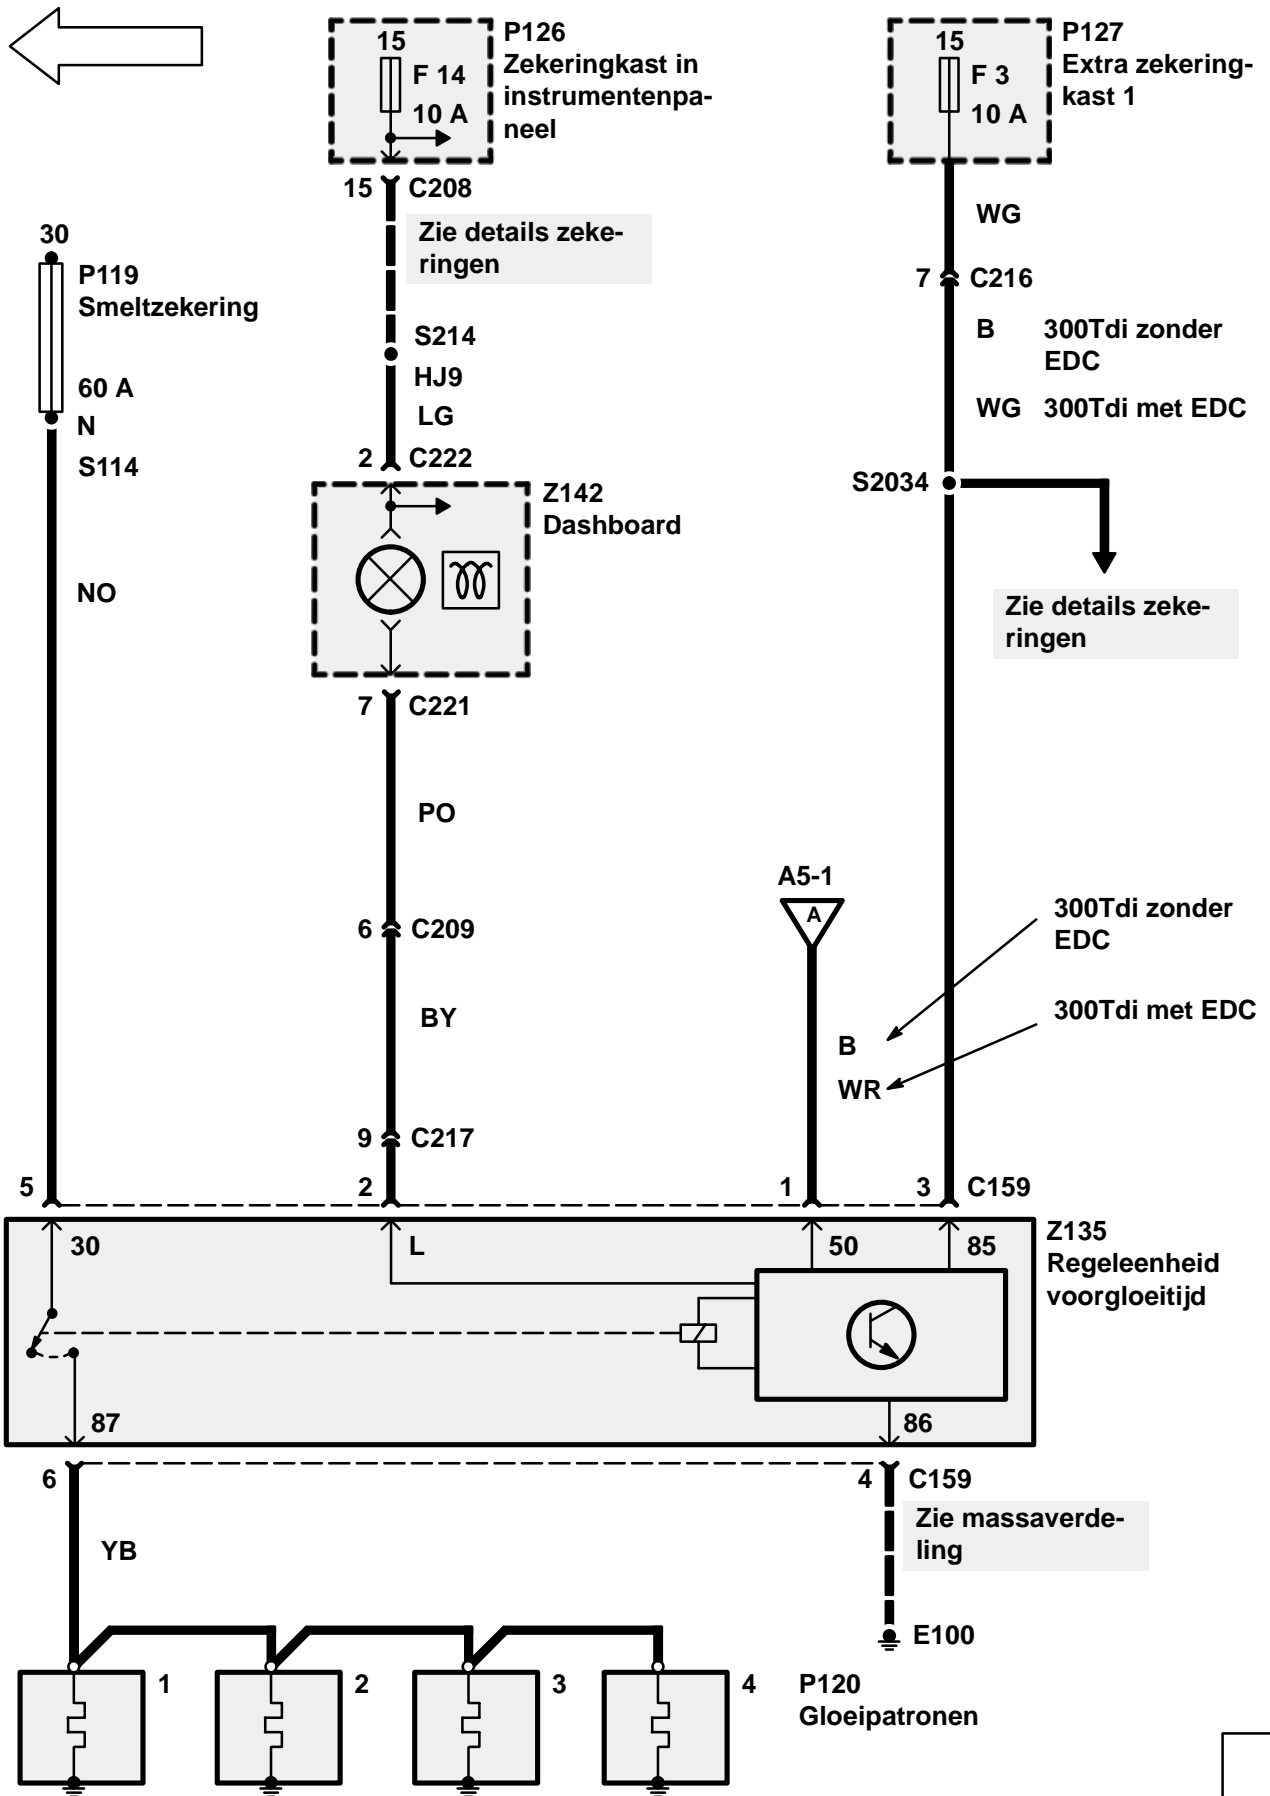 15
F 14
10 A
P126
Zekeringkast in
instrumentenpa-
neel
15
F 3
10 A
P127
Extra zekering-
kast 1
15 C208
Zie details zeke-
ringen
WG
30
P119
Smeltzekering
60 A
N
S114
NO
S214
HJ9
LG
2 C222
7 C216
B 300Tdi zonder
EDC
WG 300Tdi met EDC
S2034
Z142
Dashboard
Zie details zeke-
ringen
7 C221
PO
A5-1
A
300Tdi zonder
EDC
6 C209
300Tdi met EDC
BY
B
WR
9 C217
5
2
1
3 C159
30
L
50
85
Z135
Regeleenheid
voorgloeitijd
87
86
6
4 C159
Zie massaverde-
ling
YB
E100
1
2
3
4
P120
Gloeipatronen